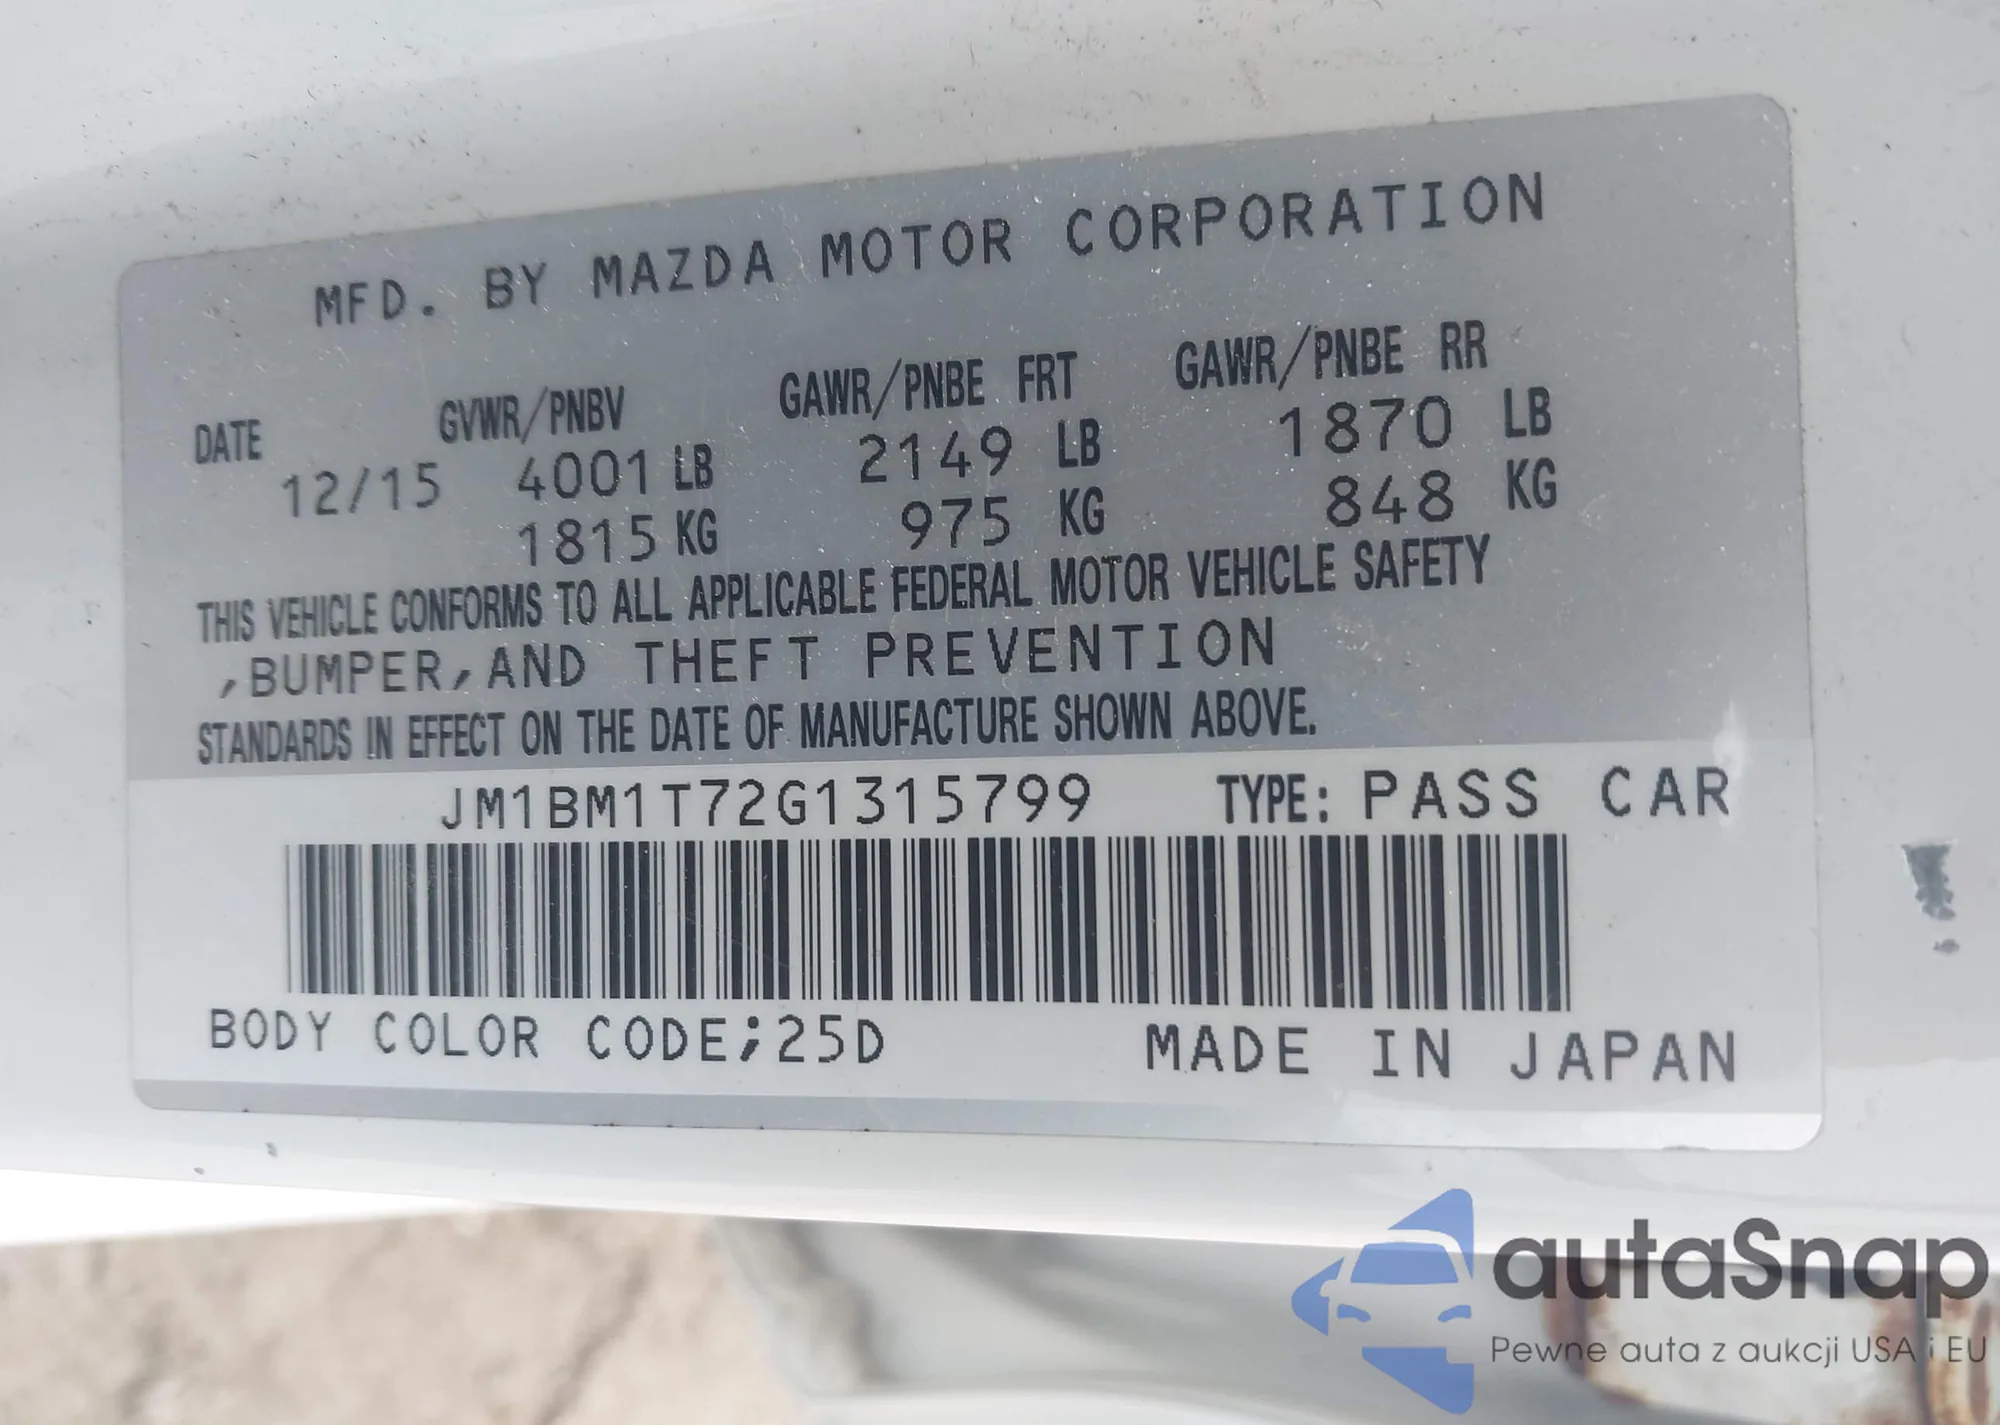 MFD. BY MAZDA MOTOR CORPORATION
DATE GVWR/PNBV GAWR/PNBE FRT GAWR/PNBE RR
12/15 4001 LB 2149 LB 1870 LB
1815 KG 975 KG 848 KG
THIS VEHICLE CONFORMS TO ALL APPLICABLE FEDERAL MOTOR VEHICLE SAFETY
,BUMPER,AND THEFT PREVENTION
STANDARDS IN EFFECT ON THE DATE OF MANUFACTURE SHOWN ABOVE.
JM1BM1T72G1315799 TYPE: PASS CAR
BODY COLOR CODE;25D MADE IN JAPAN
autaSnap
Pewne auta z aukcji USA i EU